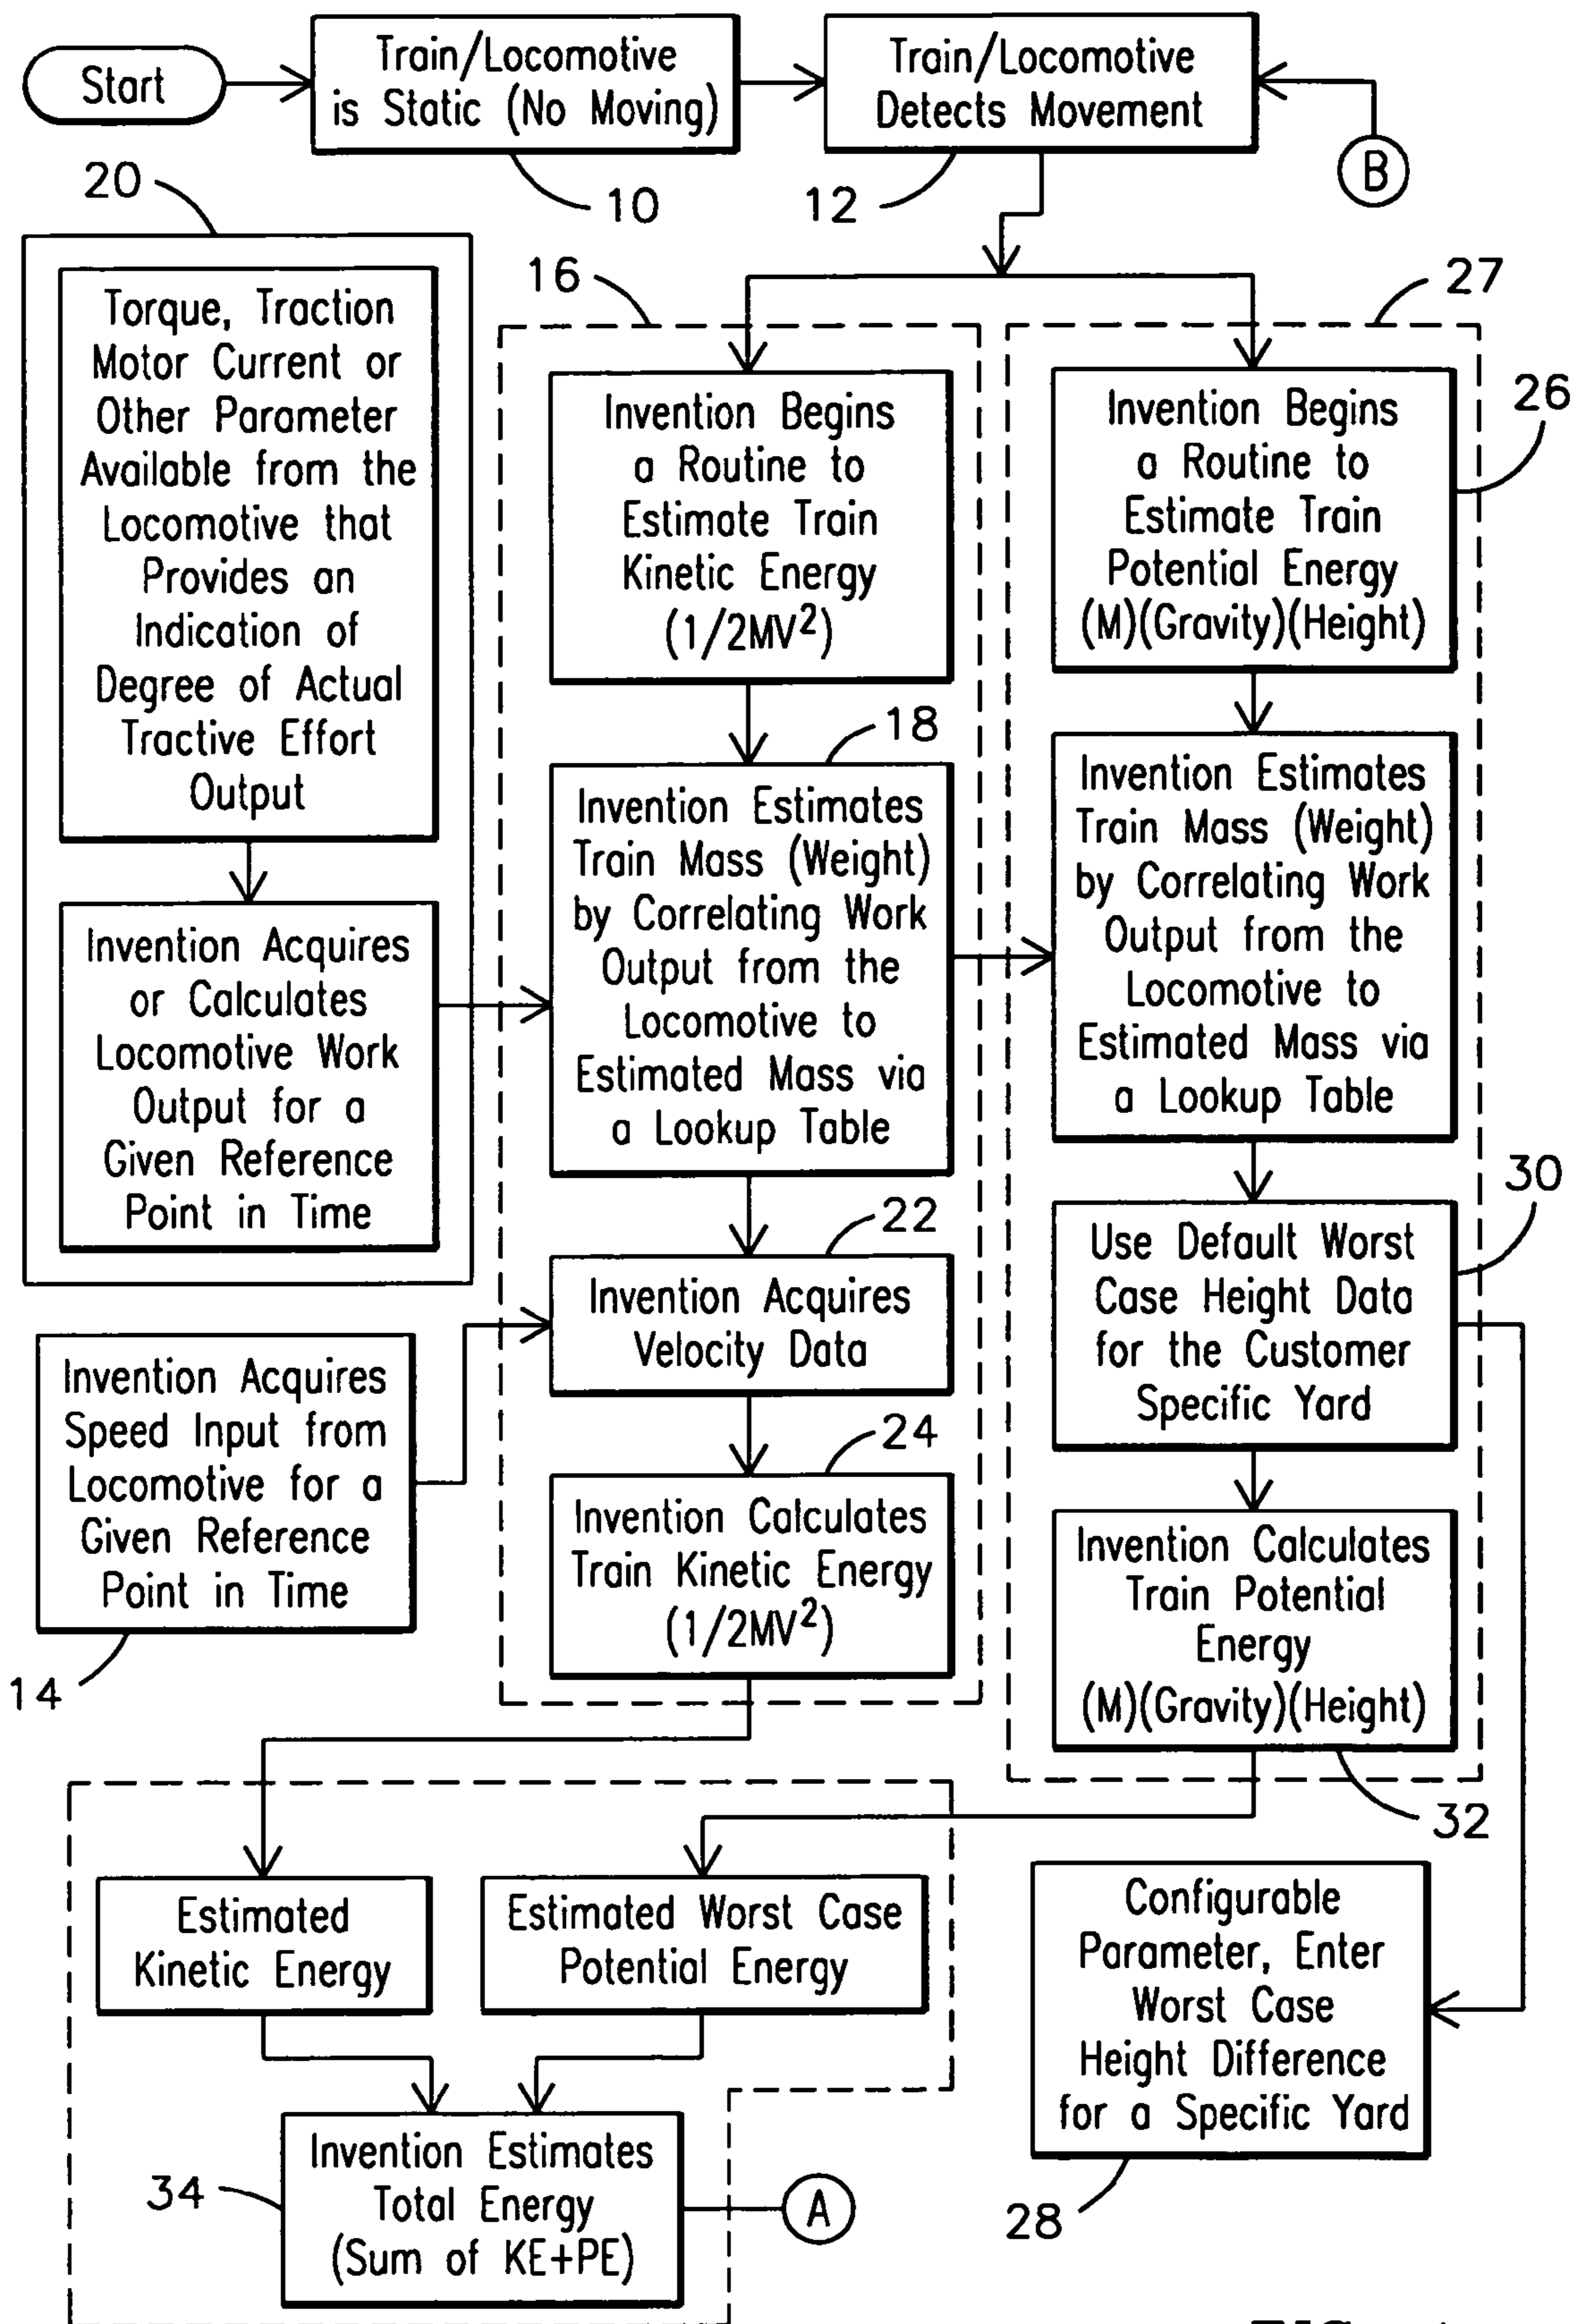 Start
Train/Locomotive
is Static (No Moving)
Train/Locomotive
Detects Movement
B
20
10
12
16
27
Torque, Traction
Motor Current or
Other Parameter
Available from the
Locomotive that
Provides an
Indication of
Degree of Actual
Tractive Effort
Output
Invention Acquires
or Calculates
Locomotive Work
Output for a
Given Reference
Point in Time
Invention Begins
a Routine to
Estimate Train
Kinetic Energy
(1/2MV²)
18
Invention Estimates
Train Mass (Weight)
by Correlating Work
Output from the
Locomotive to
Estimated Mass via
a Lookup Table
22
Invention Acquires
Velocity Data
24
Invention Calculates
Train Kinetic Energy
(1/2MV²)
Invention Begins
a Routine to
Estimate Train
Potential Energy
(M)(Gravity)(Height)
26
Invention Estimates
Train Mass (Weight)
by Correlating Work
Output from the
Locomotive to
Estimated Mass via
a Lookup Table
30
Use Default Worst
Case Height Data
for the Customer
Specific Yard
Invention Calculates
Train Potential
Energy
(M)(Gravity)(Height)
32
Invention Acquires
Speed Input from
Locomotive for a
Given Reference
Point in Time
14
Estimated
Kinetic Energy
Estimated Worst Case
Potential Energy
Invention Estimates
Total Energy
(Sum of KE+PE)
34
A
Configurable
Parameter, Enter
Worst Case
Height Difference
for a Specific Yard
28